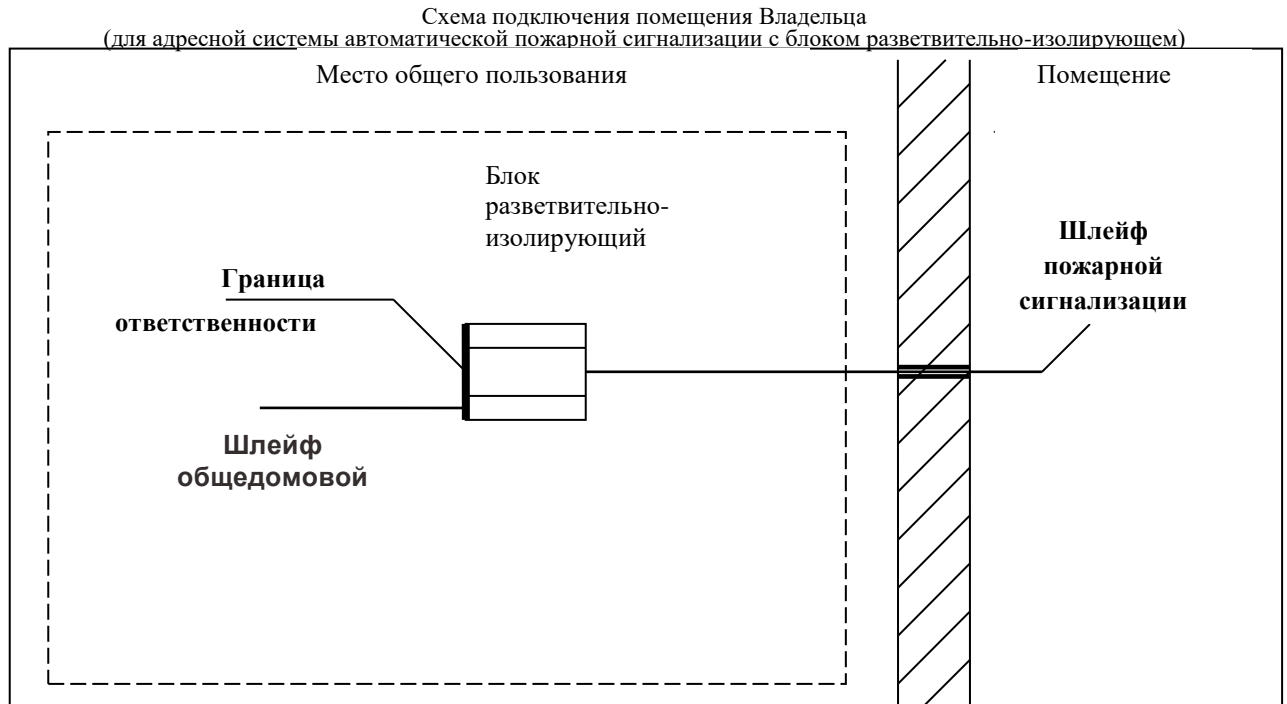 Схема подключения помещения Владельца
(для адресной системы автоматической пожарной сигнализации с блоком разветвительно-изолирующем)
Место общего пользования
Помещение
Блок
разветвительно-
изолирующий
Граница
ответственности
Шлейф
пожарной
сигнализации
Шлейф
общедомовой